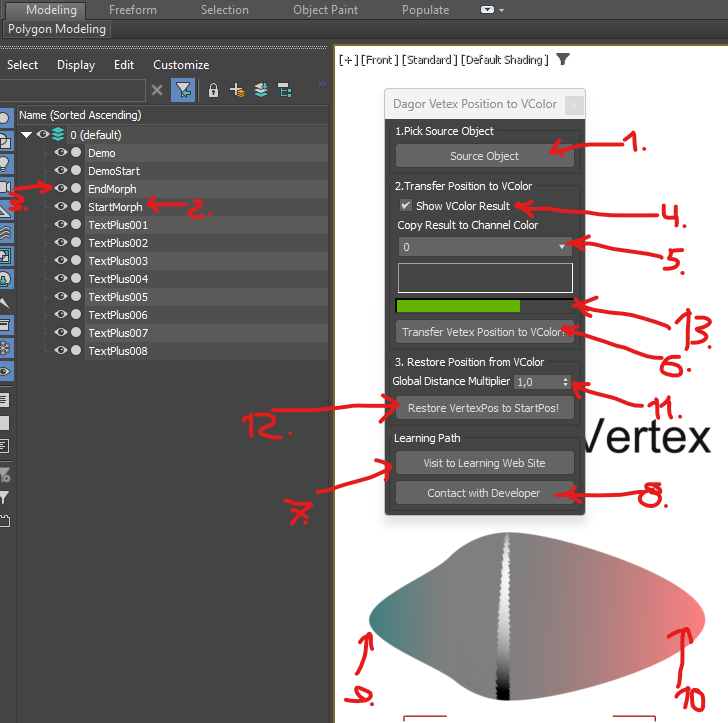 Modeling Freeform Selection Object Paint Populate
Polygon Modeling
Select Display Edit Customize
Name (Sorted Ascending)
0 (default)
Demo
DemoStart
EndMorph
StartMorph
TextPlus001
TextPlus002
TextPlus003
TextPlus004
TextPlus005
TextPlus006
TextPlus007
TextPlus008
3.
2.
[+] [Front] [Standard] [Default Shading]
Dagor Vetex Position to VColor
x
1.Pick Source Object
Source Object
1.
2.Transfer Position to VColor
Show VColor Result
4.
Copy Result to Channel Color
0
5.
13.
Transfer Vetex Position to VColor!
6.
3. Restore Position from VColor
Global Distance Multiplier 1,0
11.
Restore VertexPos to StartPos!
12.
Vertex
Learning Path
Visit to Learning Web Site
7.
Contact with Developer
8.
9.
10